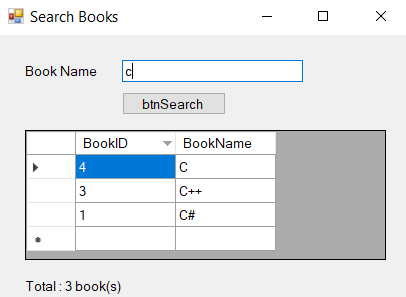 Search Books
Book Name c
btnSearch
BookID BookName
4 C
3 C++
1 C#
*
Total : 3 book(s)